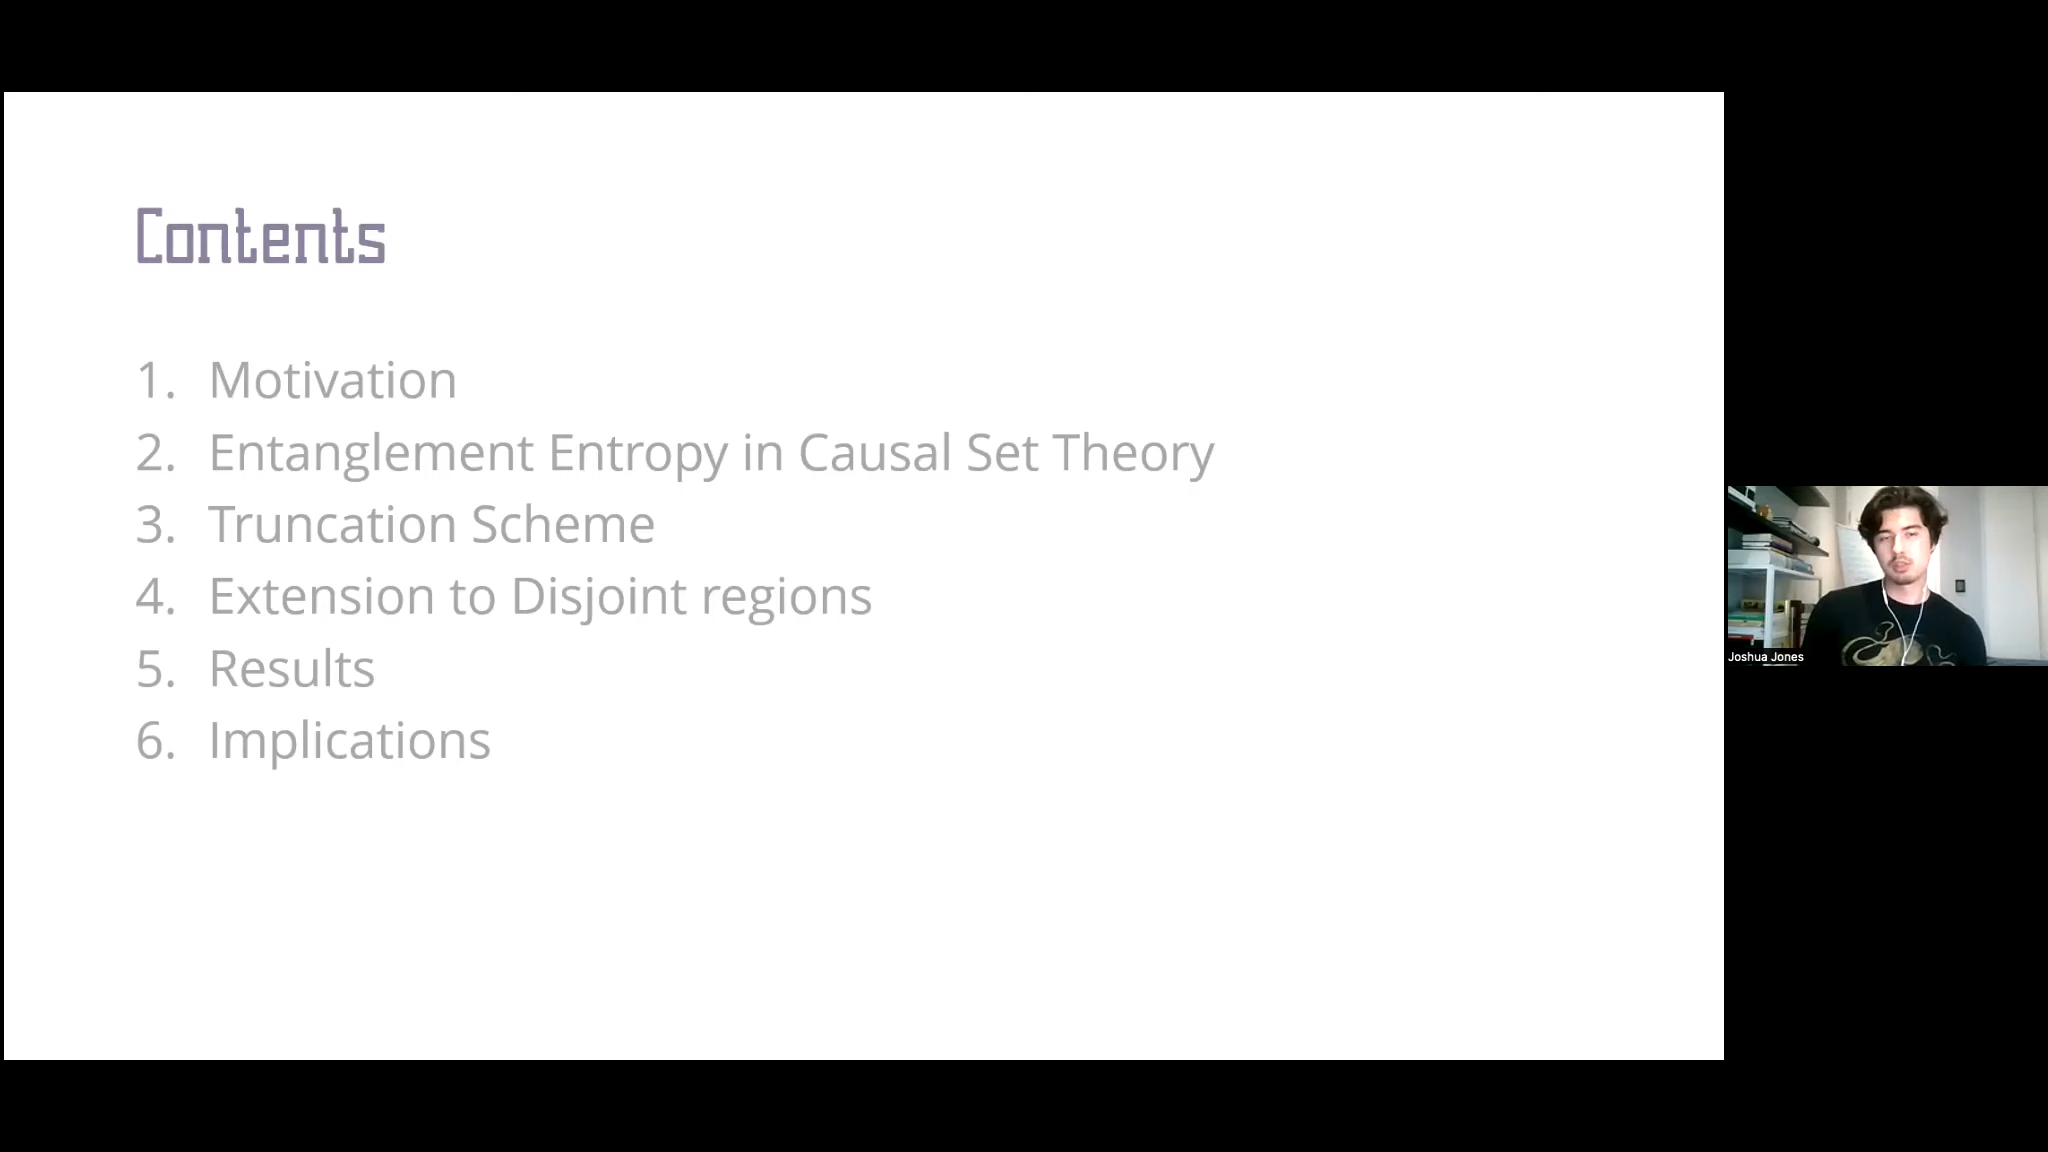 Contents
1. Motivation
2. Entanglement Entropy in Causal Set Theory
3. Truncation Scheme
4. Extension to Disjoint regions
5. Results
6. Implications
Joshua Jones